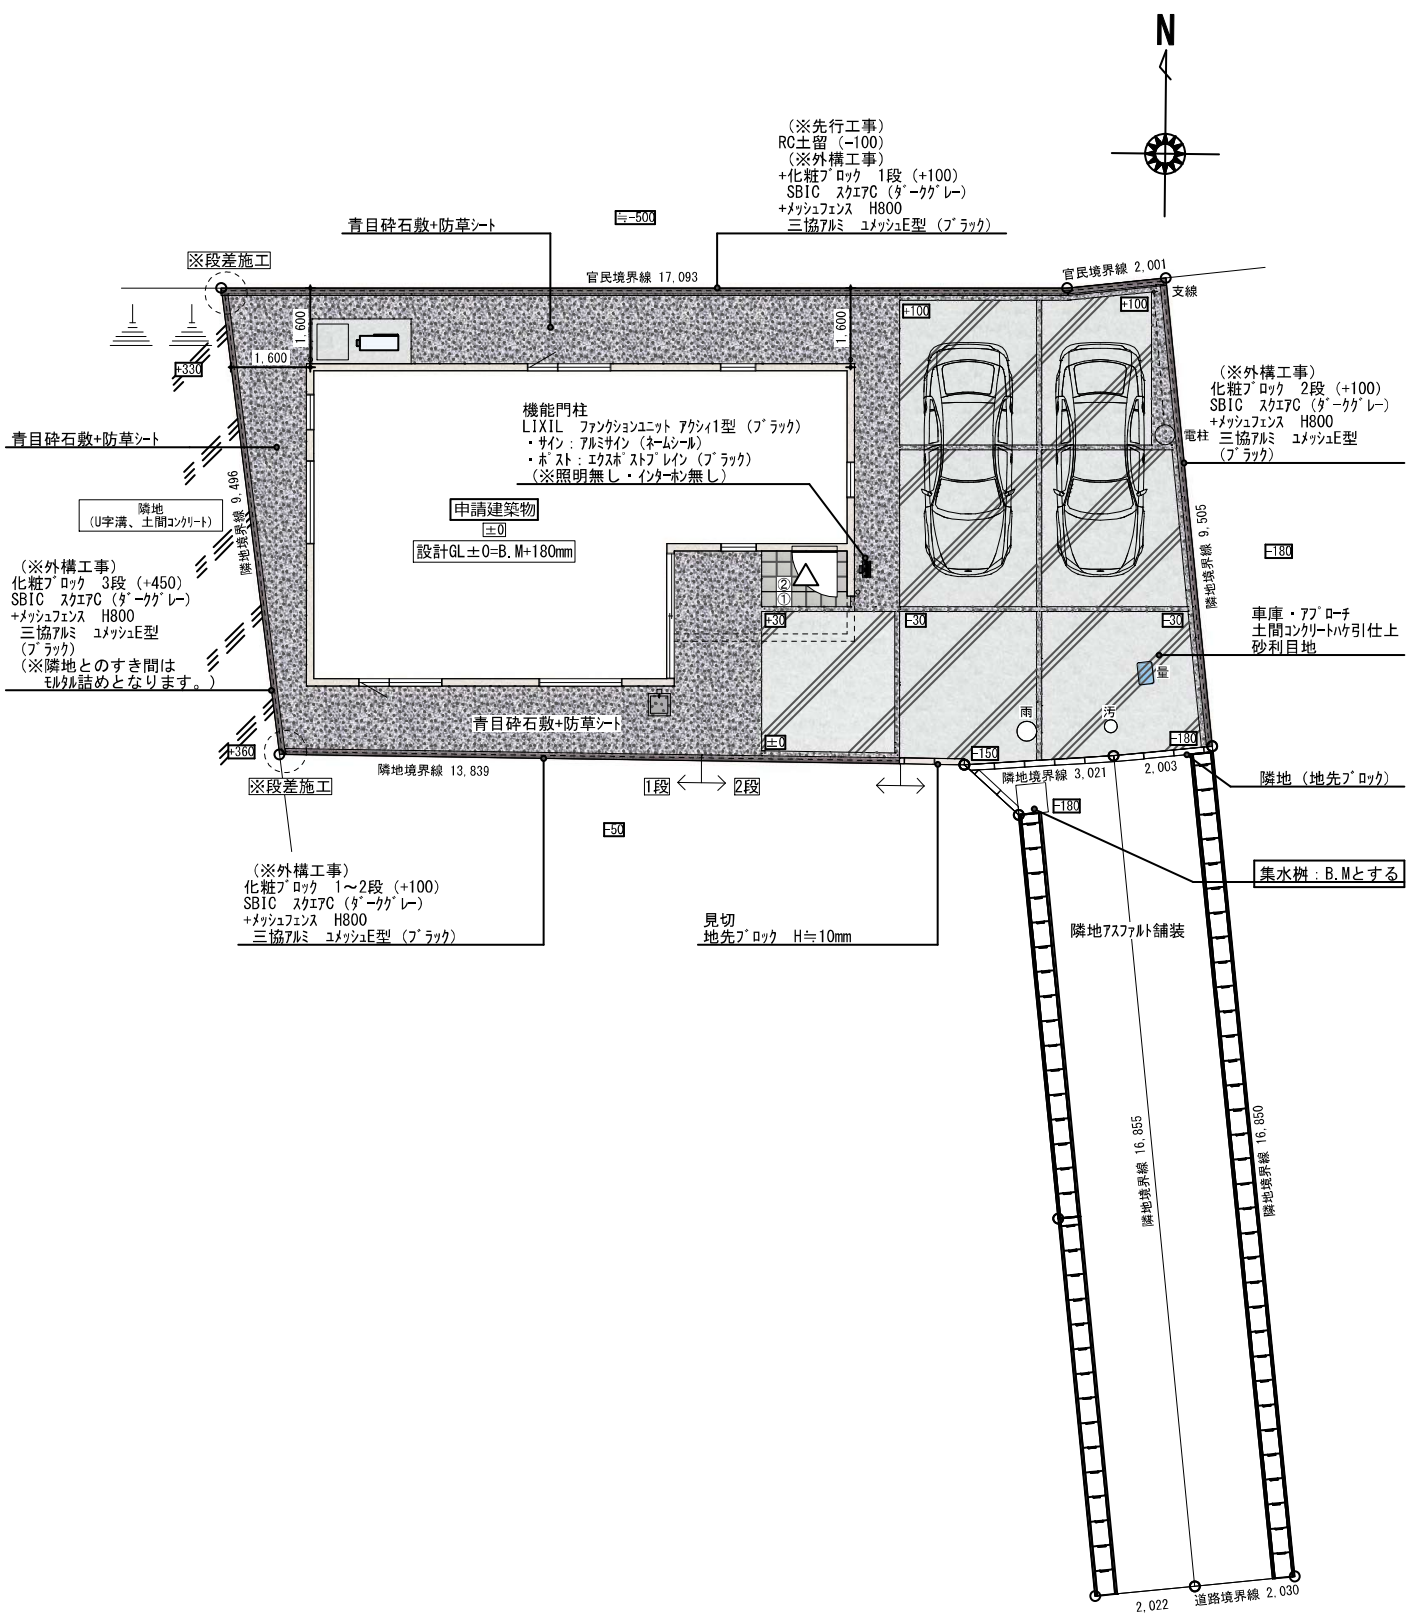 N
(※先行工事)
RC土留 (-100)
(※外構工事)
+化粧ブロック 1段 (+100)
SBIC スクエアC (ダークグレー)
+メッシュフェンス H800
三協アルミ ユメッシュE型 (ブラック)
≒-500
青目砕石敷+防草シート
※段差施工
官民境界線 17,093
官民境界線 2,001
支線
+100
+100
1,600
1,600
1,600
+330
(※外構工事)
化粧ブロック 2段 (+100)
SBIC スクエアC (ダークグレー)
+メッシュフェンス H800
三協アルミ ユメッシュE型
(ブラック)
電柱
機能門柱
LIXIL ファンクションユニット アクシィ1型 (ブラック)
・サイン：アルミサイン (ネームシール)
・ポスト：エクスポストプレイン (ブラック)
(※照明無し・インターホン無し)
青目砕石敷+防草シート
隣地境界線 9,496
隣地
(U字溝、土間コンクリート)
申請建築物
±0
設計GL±0=B.M+180mm
隣地境界線 9,505
-180
(※外構工事)
化粧ブロック 3段 (+450)
SBIC スクエアC (ダークグレー)
+メッシュフェンス H800
三協アルミ ユメッシュE型
(ブラック)
(※隣地とのすき間は
モルタル詰めとなります。)
②
①
+30
-30
-30
車庫・アプローチ
土間コンクリートハケ引仕上
砂利目地
量
雨
汚
青目砕石敷+防草シート
±0
-150
-180
+360
※段差施工
隣地境界線 13,839
1段
2段
隣地境界線 3,021
2,003
隣地 (地先ブロック)
-180
-50
集水桝：B.Mとする
(※外構工事)
化粧ブロック 1～2段 (+100)
SBIC スクエアC (ダークグレー)
+メッシュフェンス H800
三協アルミ ユメッシュE型 (ブラック)
見切
地先ブロック H≒10mm
隣地アスファルト舗装
隣地境界線 16,855
隣地境界線 16,850
2,022
道路境界線 2,030